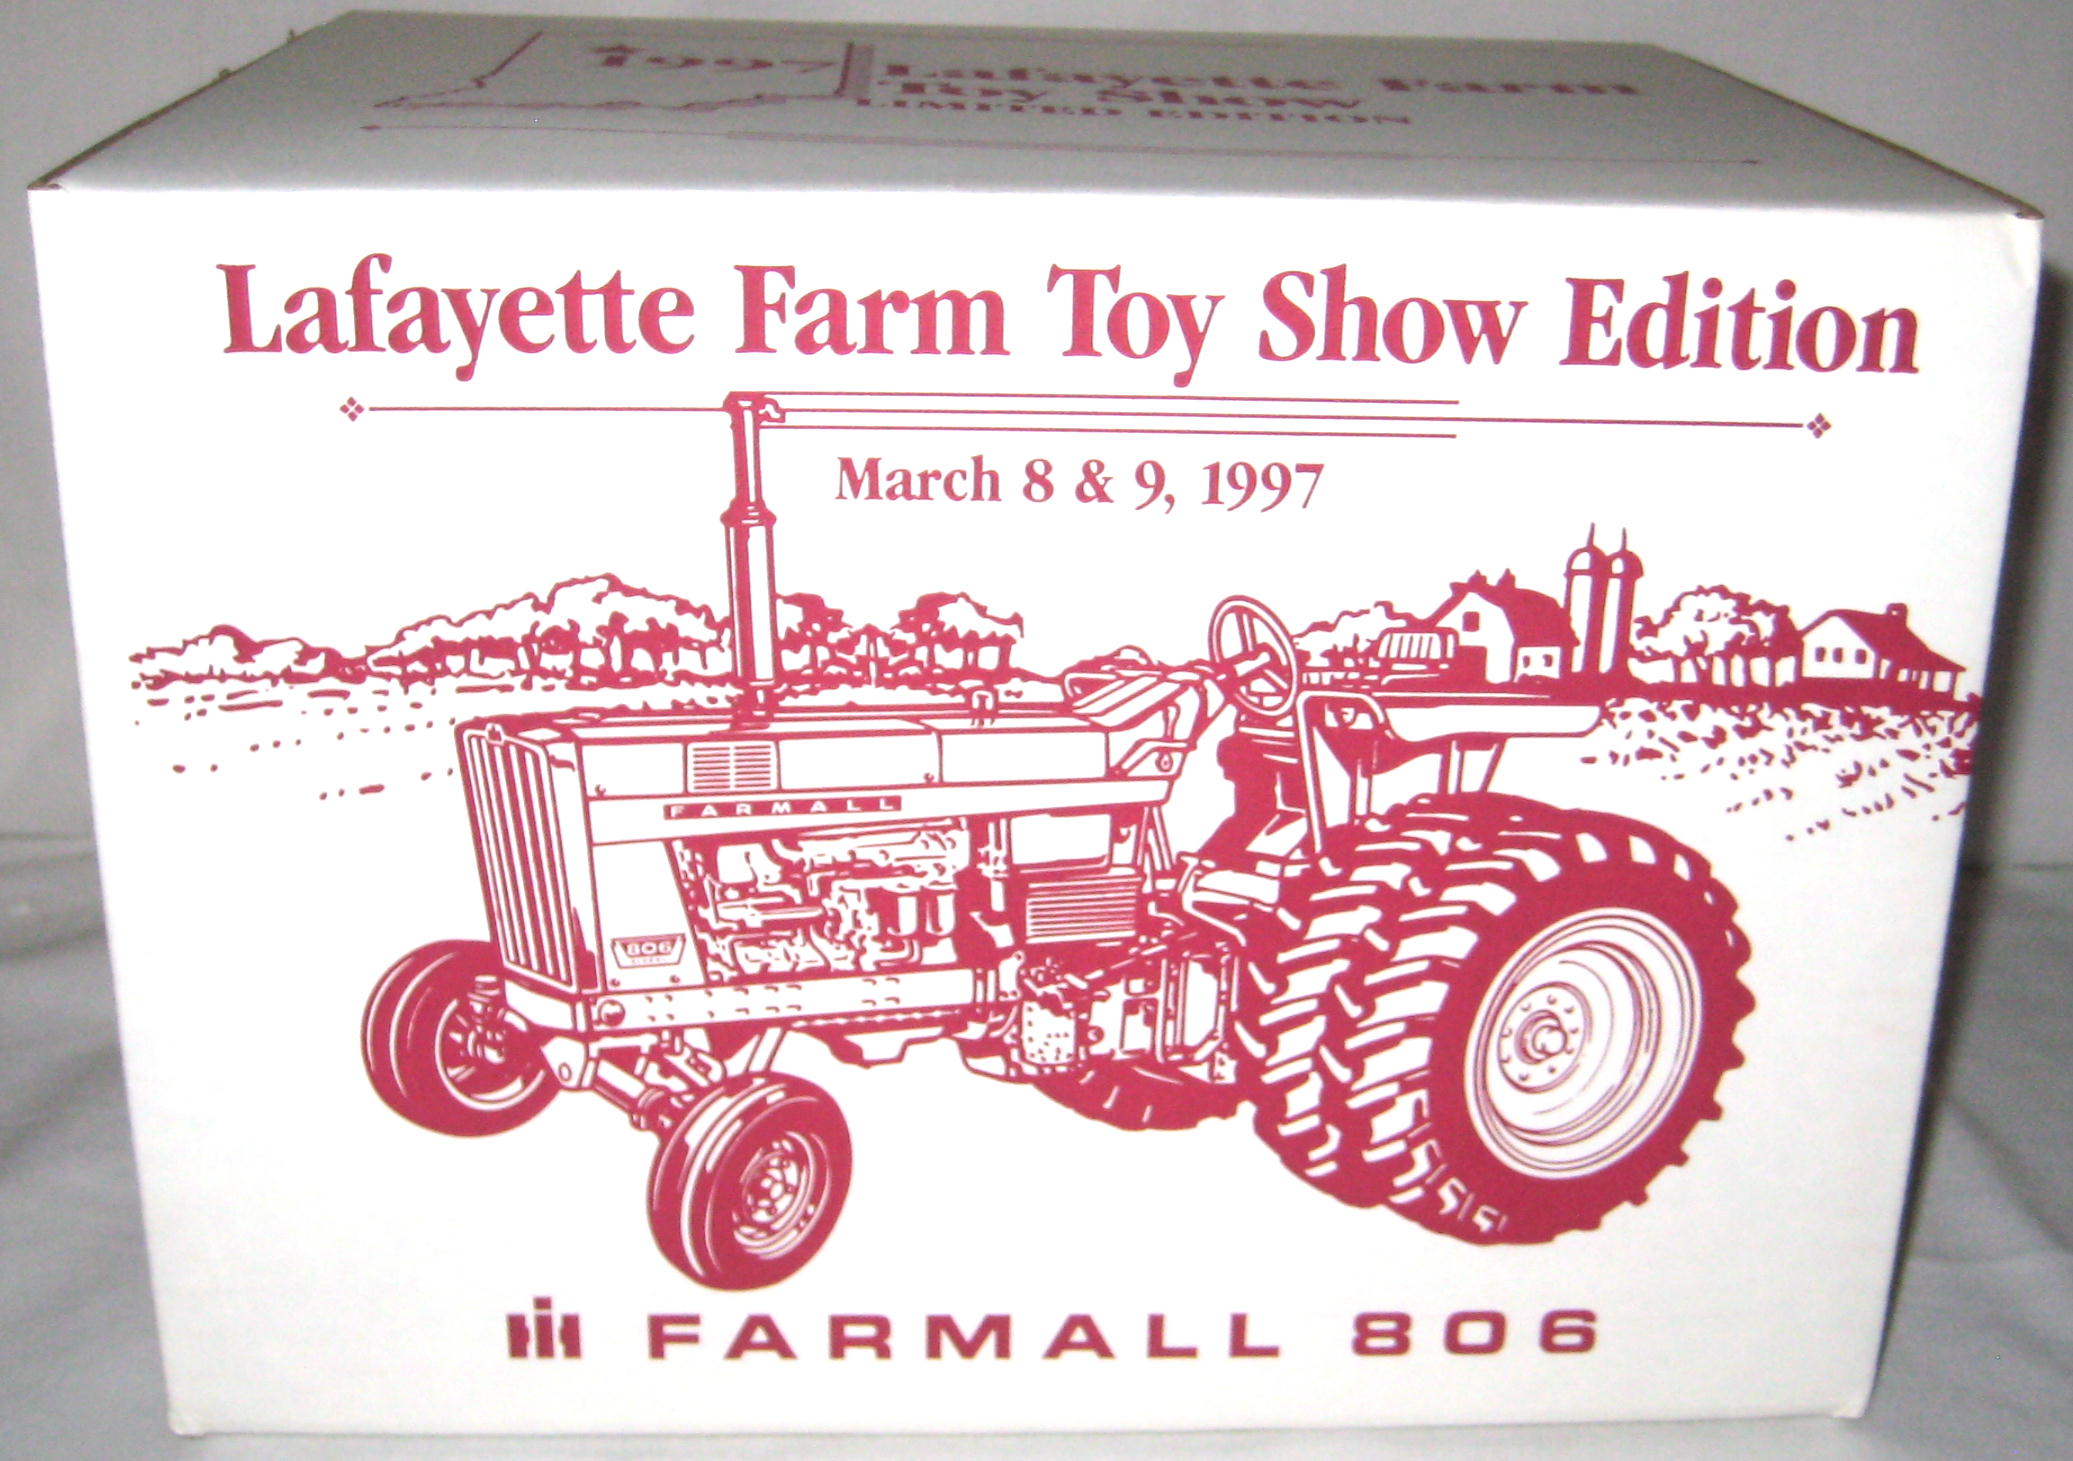 1997 Lafayette Farm
Toy Show
LIMITED EDITION
Lafayette Farm Toy Show Edition
March 8 & 9, 1997
FARMALL
806
IH FARMALL 806